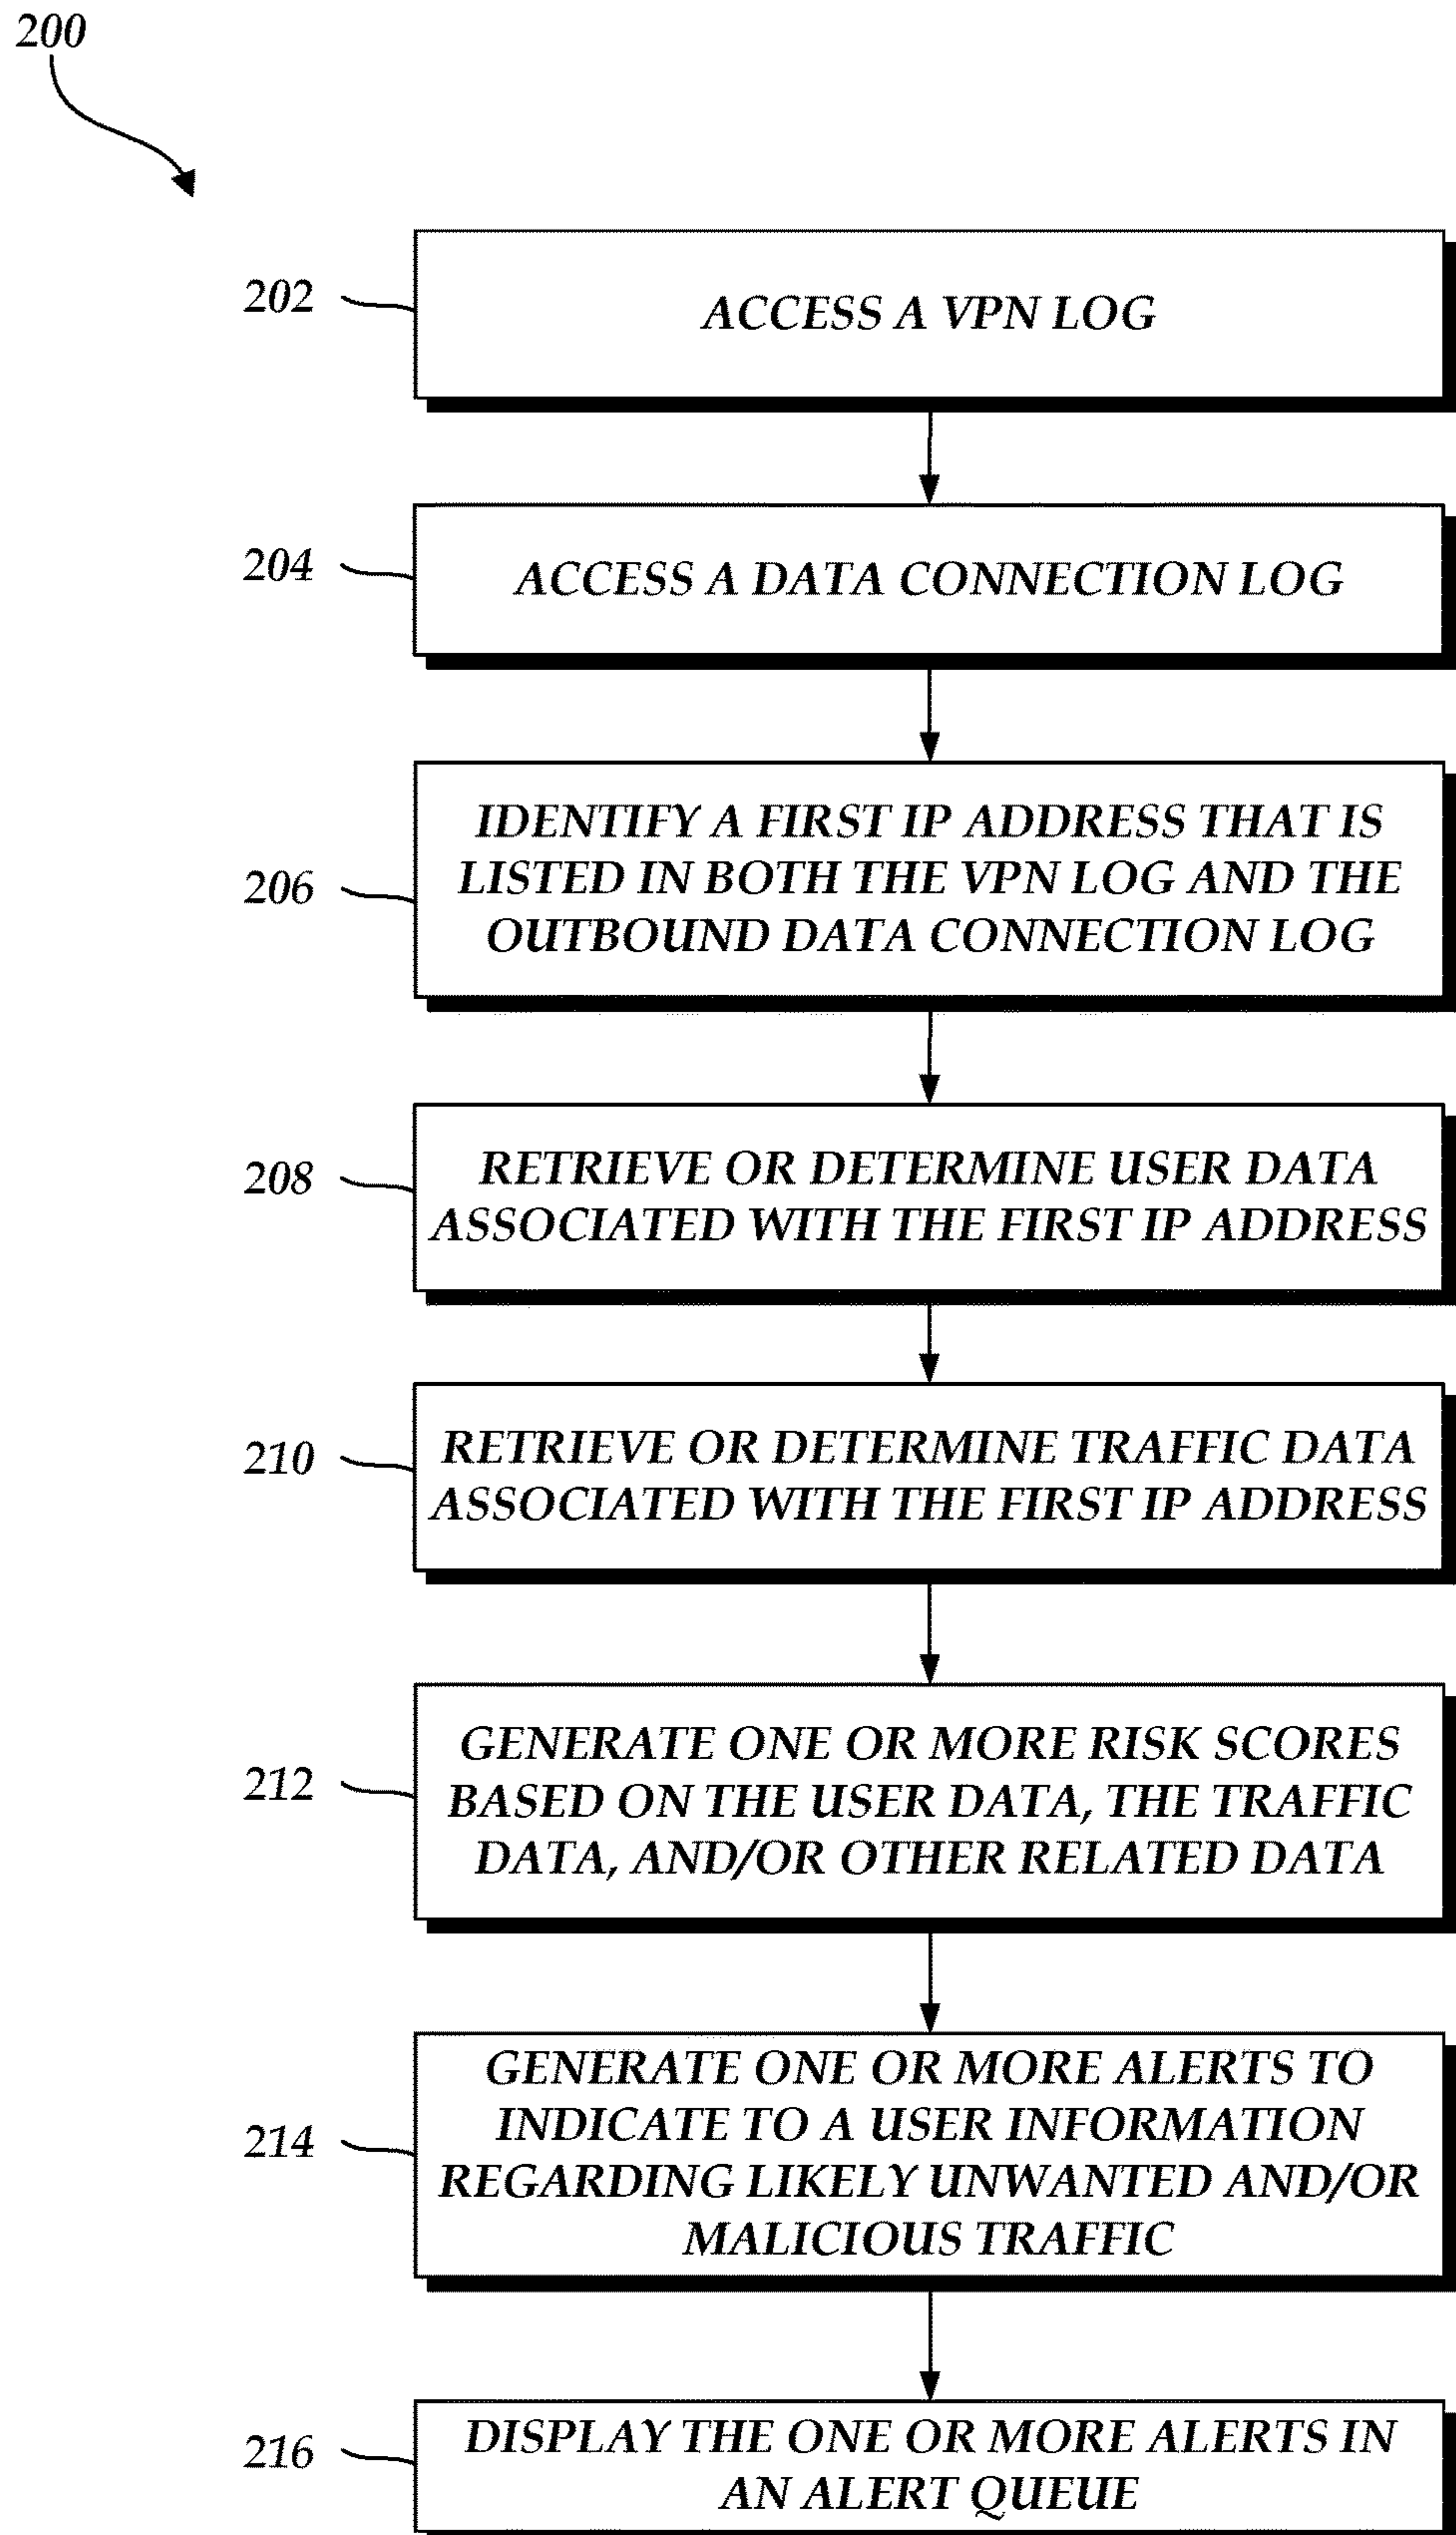 200
202
ACCESS A VPN LOG
204
ACCESS A DATA CONNECTION LOG
206
IDENTIFY A FIRST IP ADDRESS THAT IS
LISTED IN BOTH THE VPN LOG AND THE
OUTBOUND DATA CONNECTION LOG
208
RETRIEVE OR DETERMINE USER DATA
ASSOCIATED WITH THE FIRST IP ADDRESS
210
RETRIEVE OR DETERMINE TRAFFIC DATA
ASSOCIATED WITH THE FIRST IP ADDRESS
212
GENERATE ONE OR MORE RISK SCORES
BASED ON THE USER DATA, THE TRAFFIC
DATA, AND/OR OTHER RELATED DATA
214
GENERATE ONE OR MORE ALERTS TO
INDICATE TO A USER INFORMATION
REGARDING LIKELY UNWANTED AND/OR
MALICIOUS TRAFFIC
216
DISPLAY THE ONE OR MORE ALERTS IN
AN ALERT QUEUE